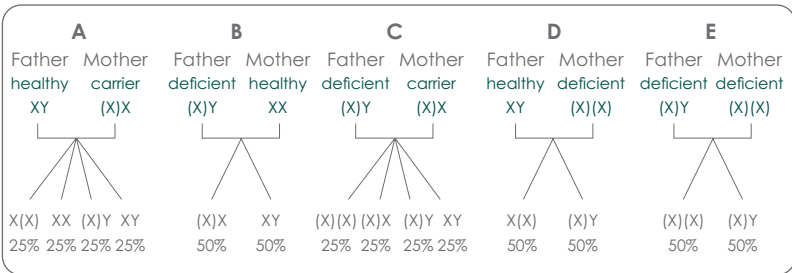 A B C D E
Father Mother Father Mother Father Mother Father Mother Father Mother
healthy carrier deficient healthy deficient carrier healthy deficient deficient deficient
XY (X)X (X)Y XX (X)Y (X)X XY (X)(X) (X)Y (X)(X)
X(X) XX (X)Y XY (X)X XY (X)(X) (X)X (X)Y XY X(X) (X)Y (X)(X) (X)Y
25% 25% 25% 25% 50% 50% 25% 25% 25% 25% 50% 50% 50% 50%